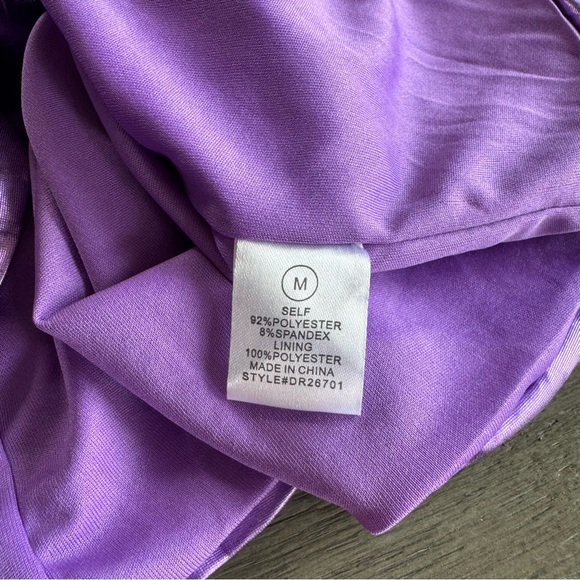 M
SELF
92%POLYESTER
8%SPANDEX
LINING
100%POLYESTER
MADE IN CHINA
STYLE#DR26701